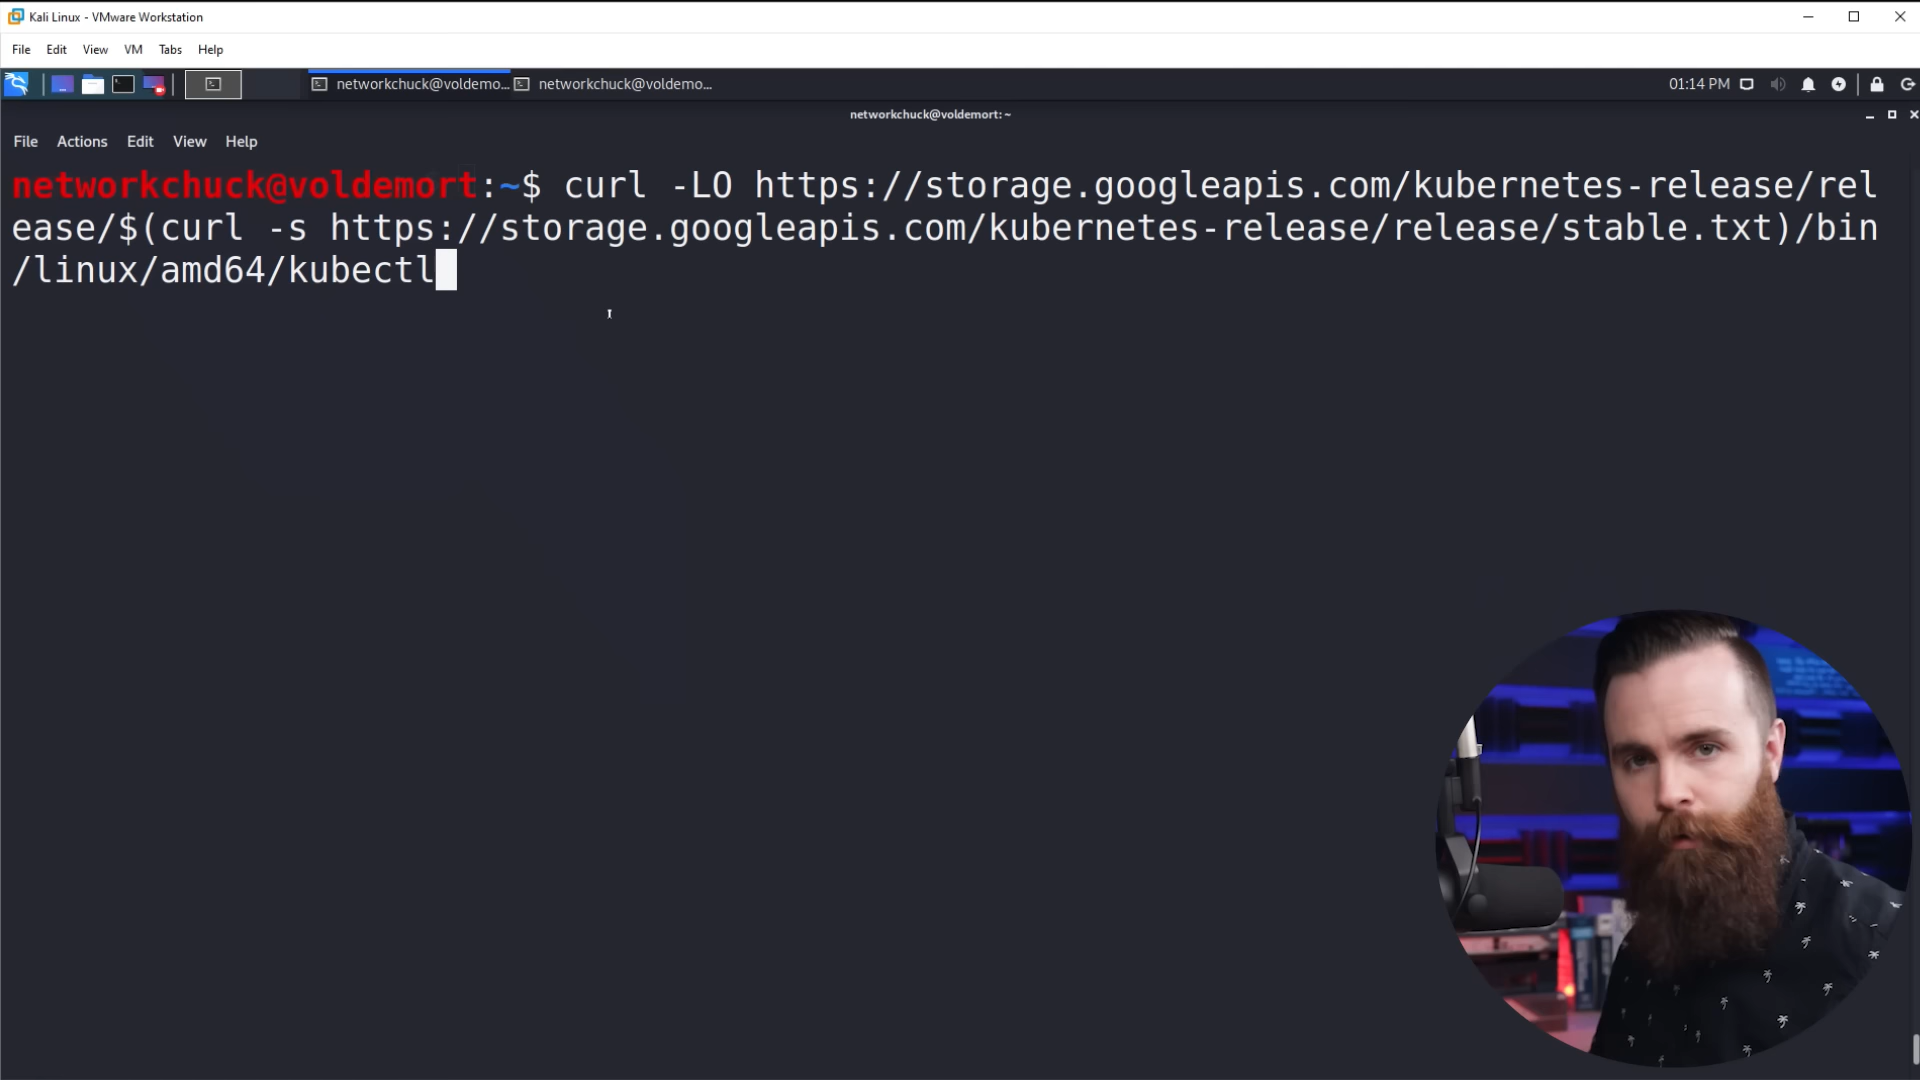 Kali Linux - VMware Workstation
File Edit View VM Tabs Help
networkchuck@voldemo... networkchuck@voldemo... 01:14 PM
networkchuck@voldemort: ~
File Actions Edit View Help
networkchuck@voldemort:~$ curl -LO https://storage.googleapis.com/kubernetes-release/rel
ease/$(curl -s https://storage.googleapis.com/kubernetes-release/release/stable.txt)/bin
/linux/amd64/kubectl